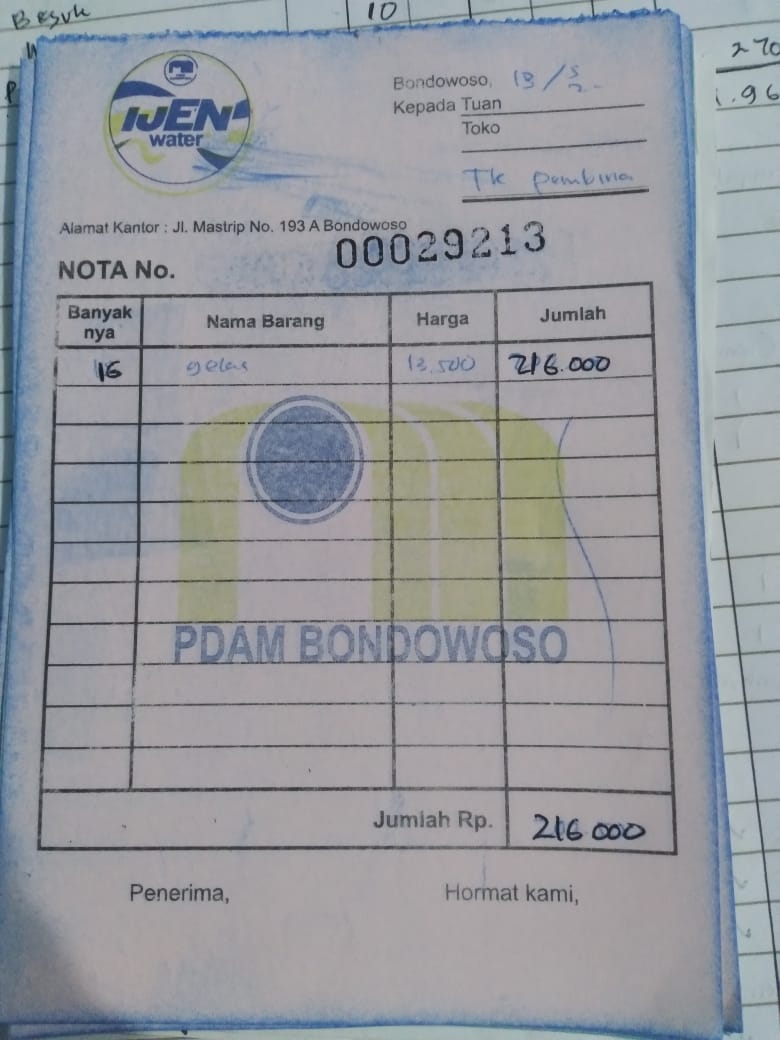 Besuk
10
270
1.96
IJEN
water
Bondowoso, 13/5
Kepada Tuan
Toko
Tk pembina
Alamat Kantor : Jl. Mastrip No. 193 A Bondowoso
NOTA No. 00029213
Banyak nya Nama Barang Harga Jumlah
16 gelas 13.500 216.000
PDAM BONDOWOSO
Jumlah Rp. 216 000
Penerima, Hormat kami,